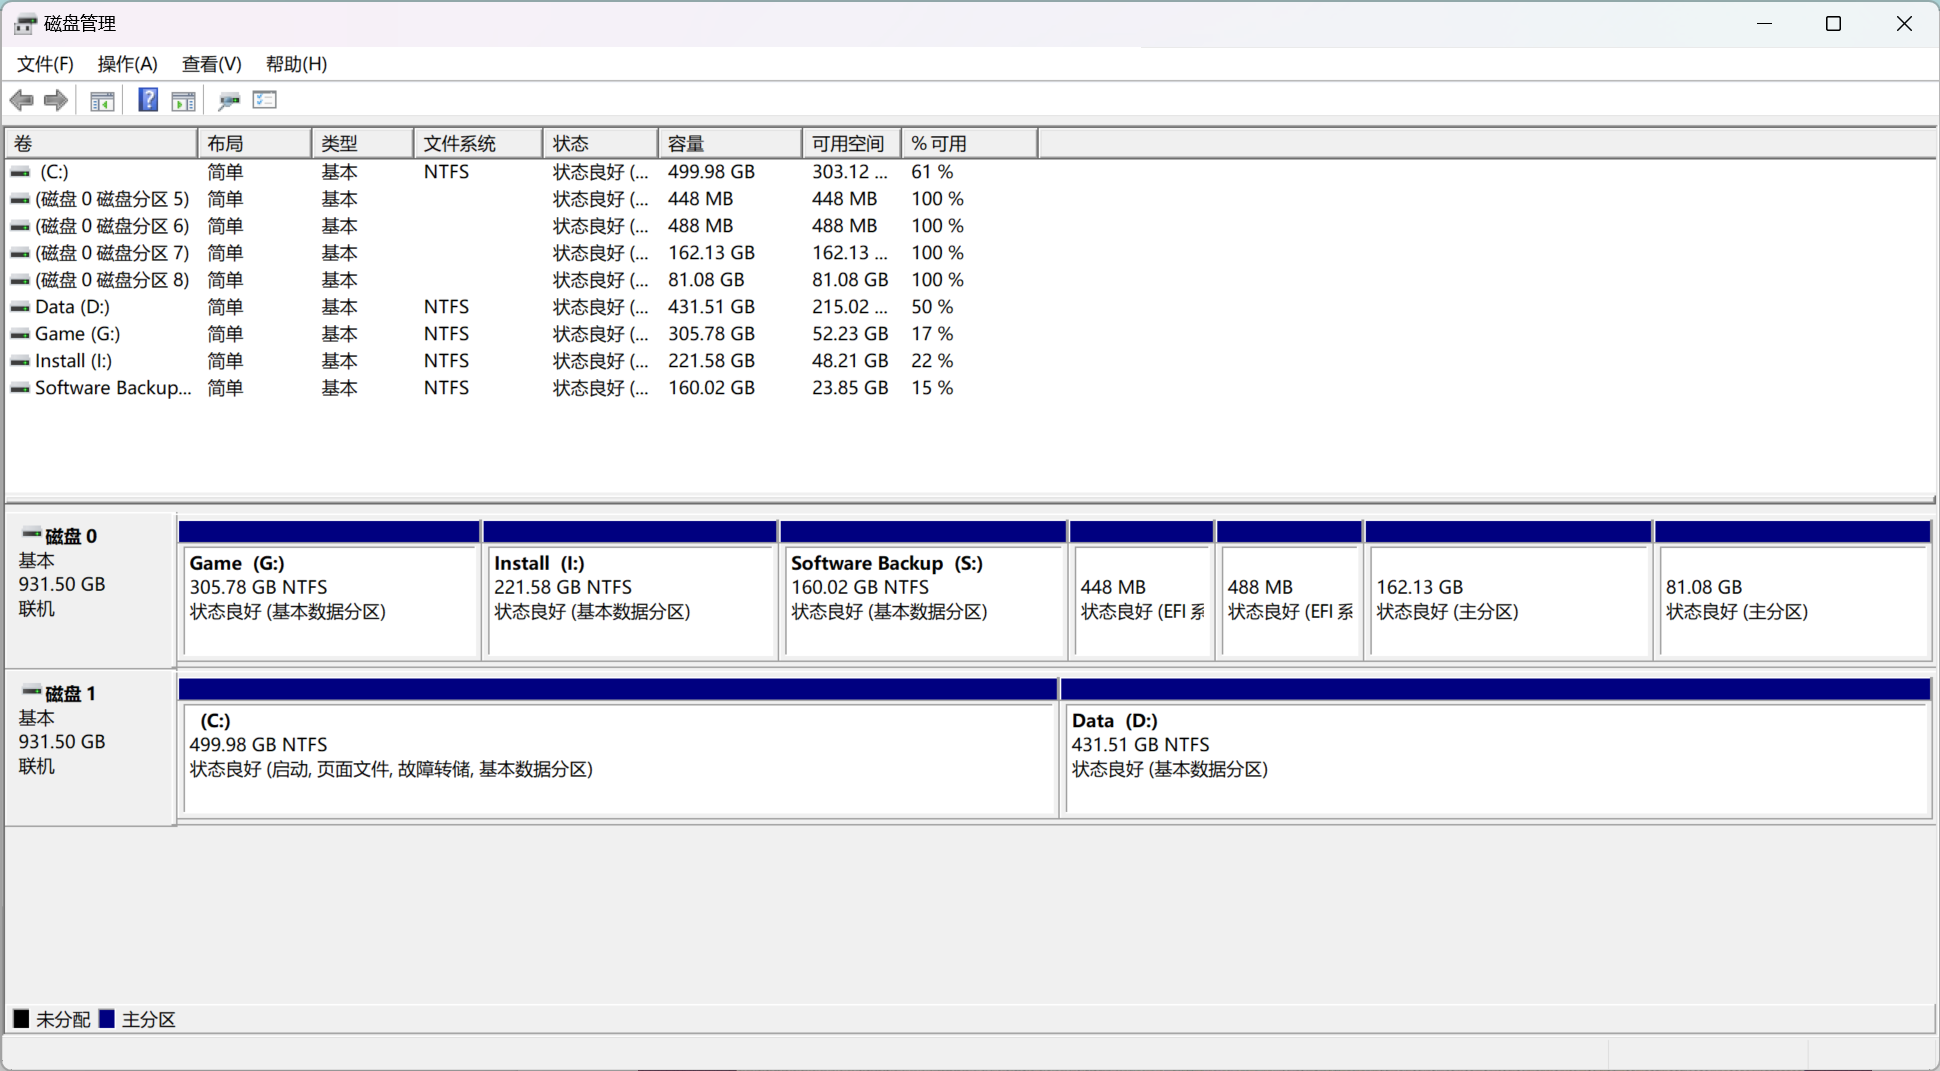 磁盘管理
文件(F) 操作(A) 查看(V) 帮助(H)
卷 布局 类型 文件系统 状态 容量 可用空间 % 可用
(C:) 简单 基本 NTFS 状态良好 (... 499.98 GB 303.12 ... 61 %
(磁盘 0 磁盘分区 5) 简单 基本 状态良好 (... 448 MB 448 MB 100 %
(磁盘 0 磁盘分区 6) 简单 基本 状态良好 (... 488 MB 488 MB 100 %
(磁盘 0 磁盘分区 7) 简单 基本 状态良好 (... 162.13 GB 162.13 ... 100 %
(磁盘 0 磁盘分区 8) 简单 基本 状态良好 (... 81.08 GB 81.08 GB 100 %
Data (D:) 简单 基本 NTFS 状态良好 (... 431.51 GB 215.02 ... 50 %
Game (G:) 简单 基本 NTFS 状态良好 (... 305.78 GB 52.23 GB 17 %
Install (I:) 简单 基本 NTFS 状态良好 (... 221.58 GB 48.21 GB 22 %
Software Backup... 简单 基本 NTFS 状态良好 (... 160.02 GB 23.85 GB 15 %
磁盘 0
基本
931.50 GB
联机
Game (G:)
305.78 GB NTFS
状态良好 (基本数据分区)
Install (I:)
221.58 GB NTFS
状态良好 (基本数据分区)
Software Backup (S:)
160.02 GB NTFS
状态良好 (基本数据分区)
448 MB
状态良好 (EFI 系
488 MB
状态良好 (EFI 系
162.13 GB
状态良好 (主分区)
81.08 GB
状态良好 (主分区)
磁盘 1
基本
931.50 GB
联机
(C:)
499.98 GB NTFS
状态良好 (启动, 页面文件, 故障转储, 基本数据分区)
Data (D:)
431.51 GB NTFS
状态良好 (基本数据分区)
未分配 主分区